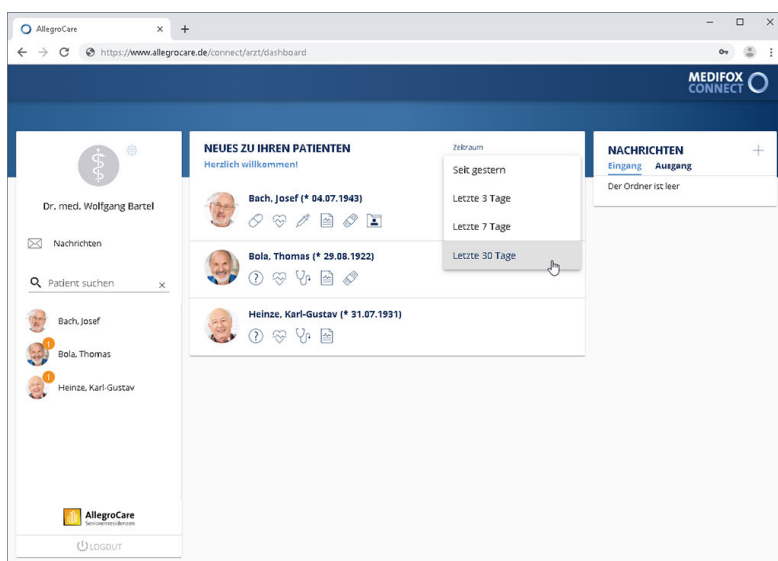 AllegroCare
https://www.allegrocare.de/connect/arzt/dashboard
MEDIFOX
CONNECT
Dr. med. Wolfgang Bartel
Nachrichten
Patient suchen
Bach, Josef
1
Bola, Thomas
1
Heinze, Karl-Gustav
AllegroCare
Seniorenresidenzen
LOGOUT
NEUES ZU IHREN PATIENTEN
Herzlich willkommen!
Zeitraum
Seit gestern
Letzte 3 Tage
Letzte 7 Tage
Letzte 30 Tage
Bach, Josef (* 04.07.1943)
Bola, Thomas (* 29.08.1922)
Heinze, Karl-Gustav (* 31.07.1931)
NACHRICHTEN
Eingang Ausgang
Der Ordner ist leer